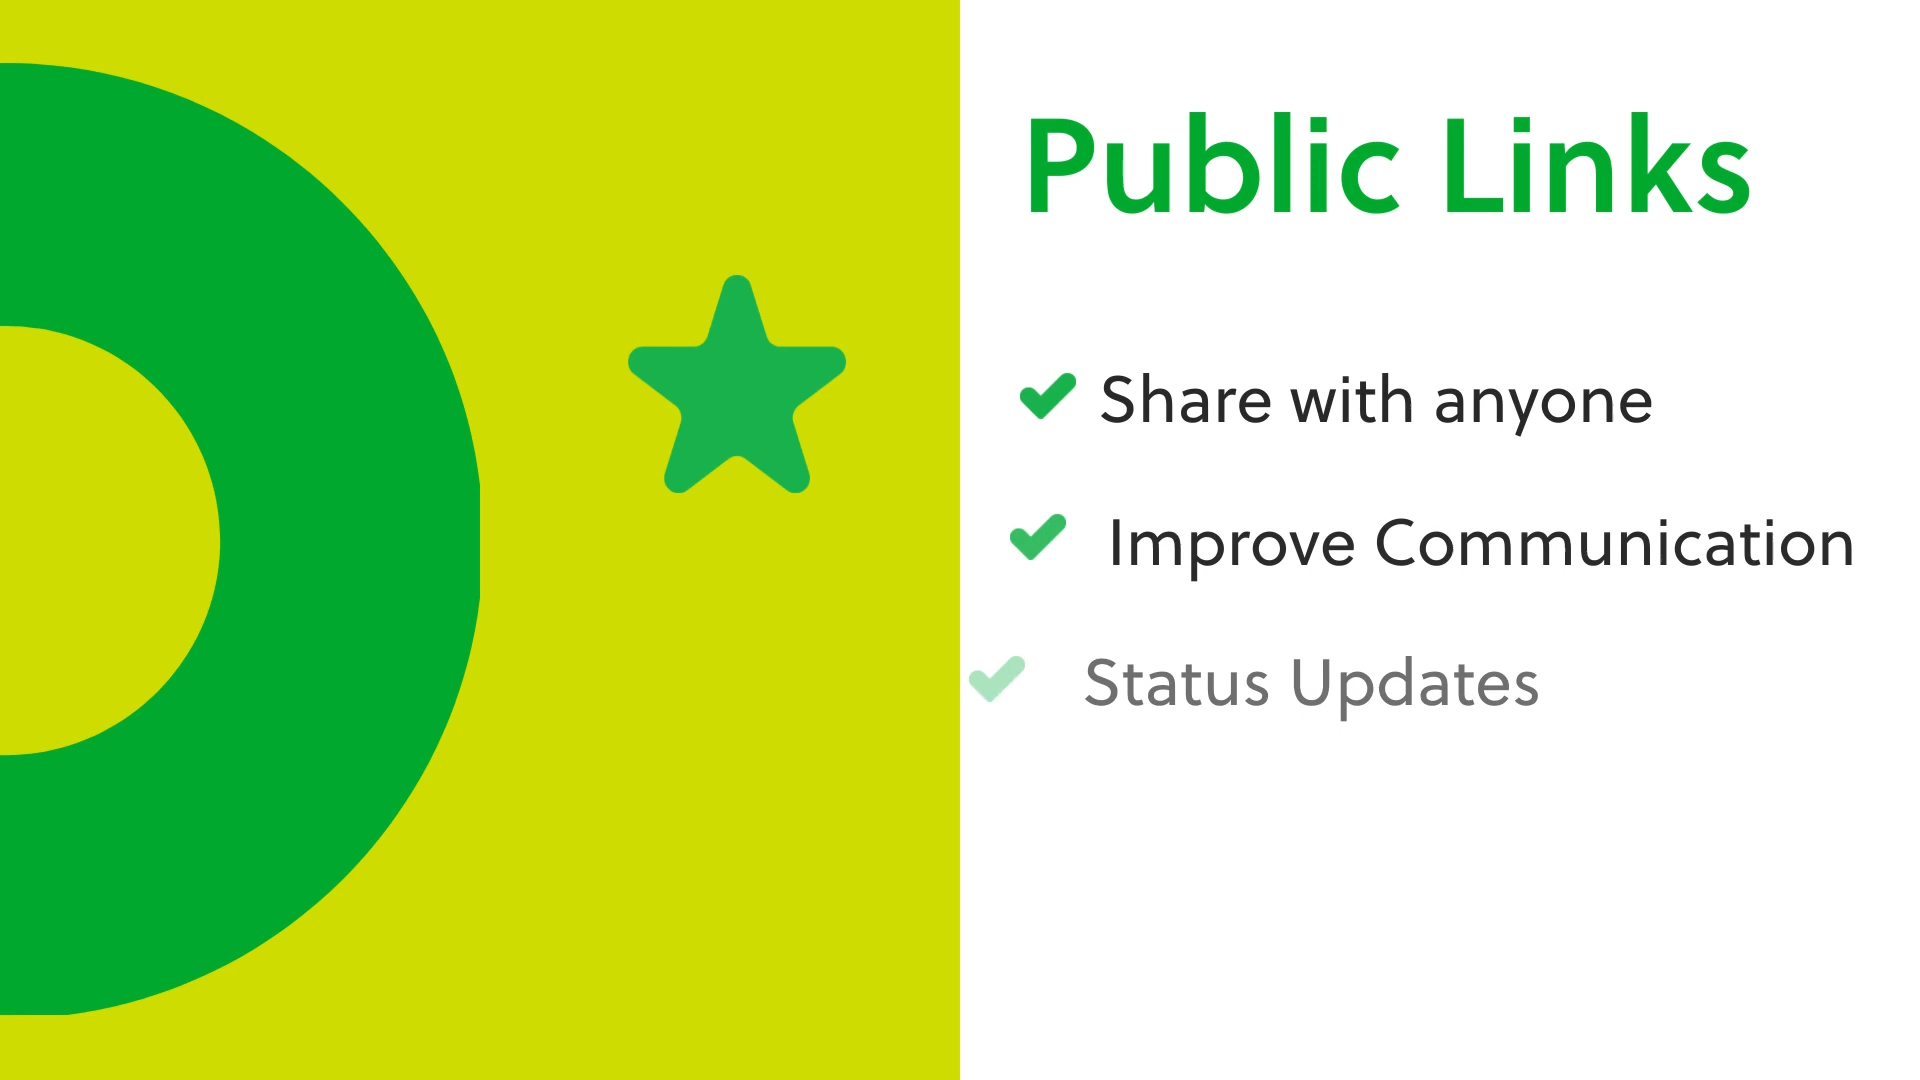 Public Links
Share with anyone
Improve Communication
Status Updates